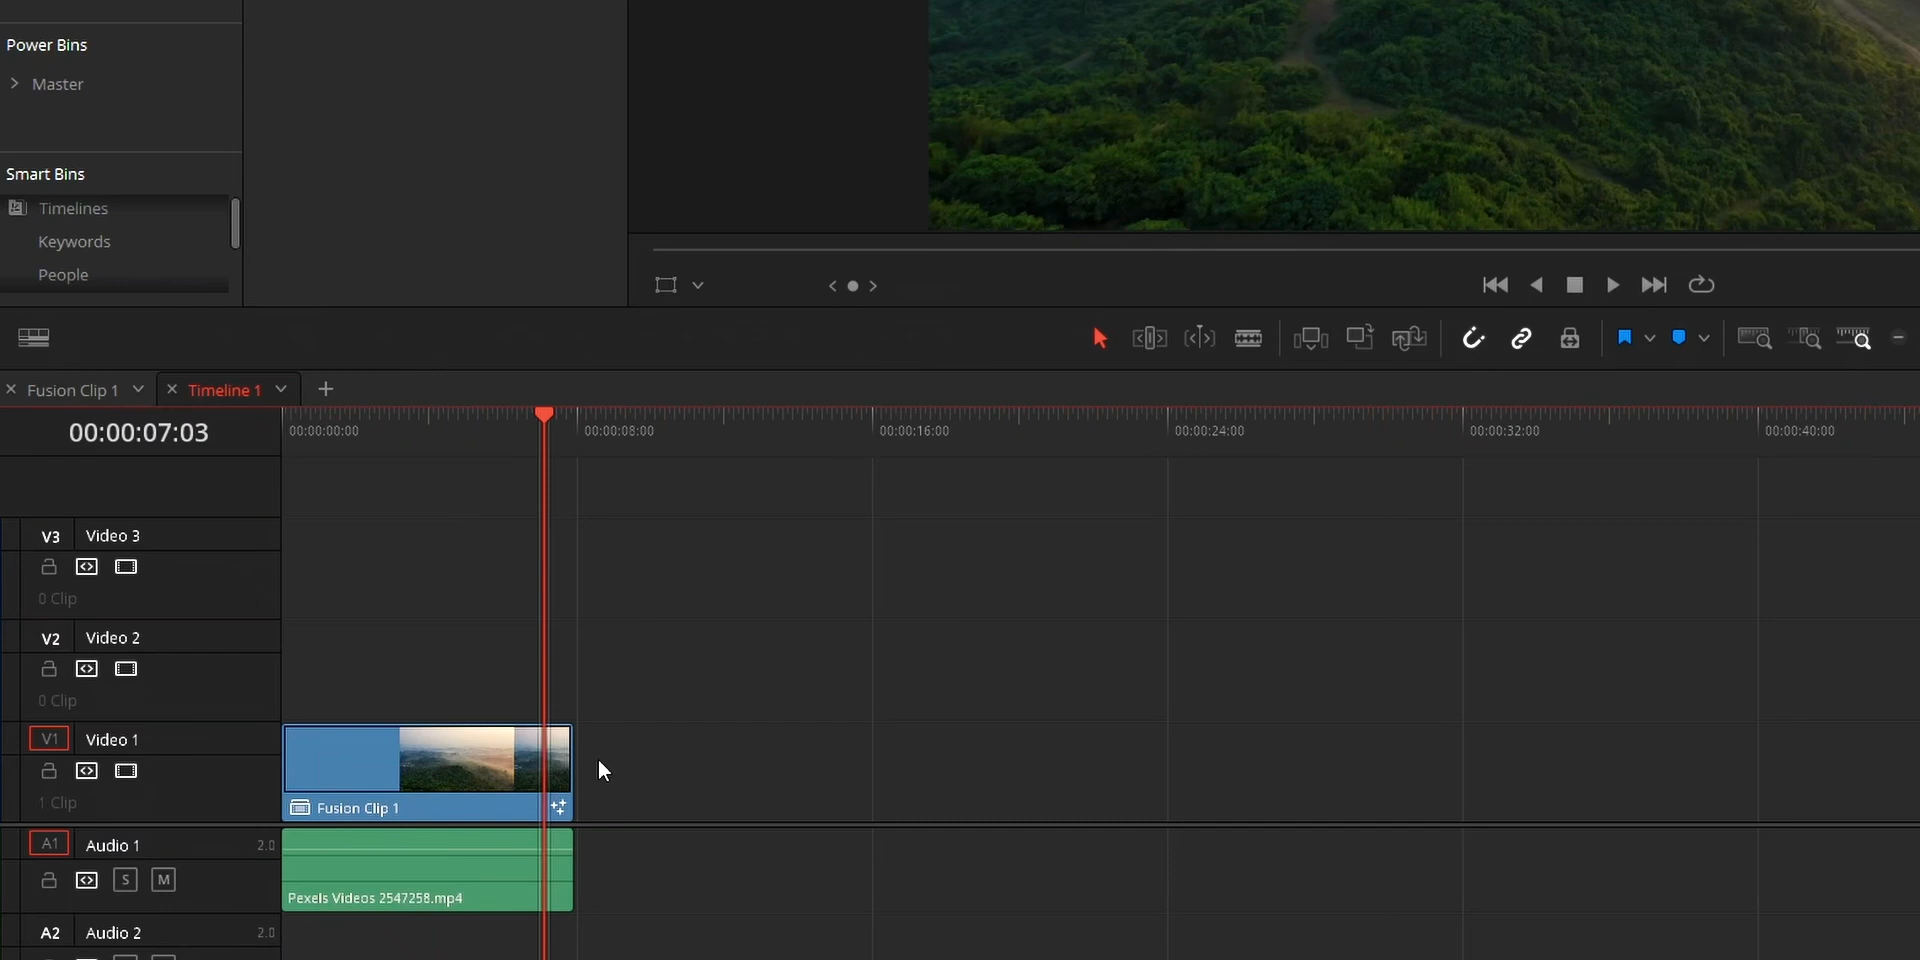 Power Bins
Master
Smart Bins
Timelines
Keywords
People
Fusion Clip 1
Timeline 1
00:00:07:03
00:00:00:00
00:00:08:00
00:00:16:00
00:00:24:00
00:00:32:00
00:00:40:00
V3 Video 3
0 Clip
V2 Video 2
0 Clip
V1 Video 1
1 Clip
Fusion Clip 1
A1 Audio 1 2.0
S M
Pexels Videos 2547258.mp4
A2 Audio 2 2.0